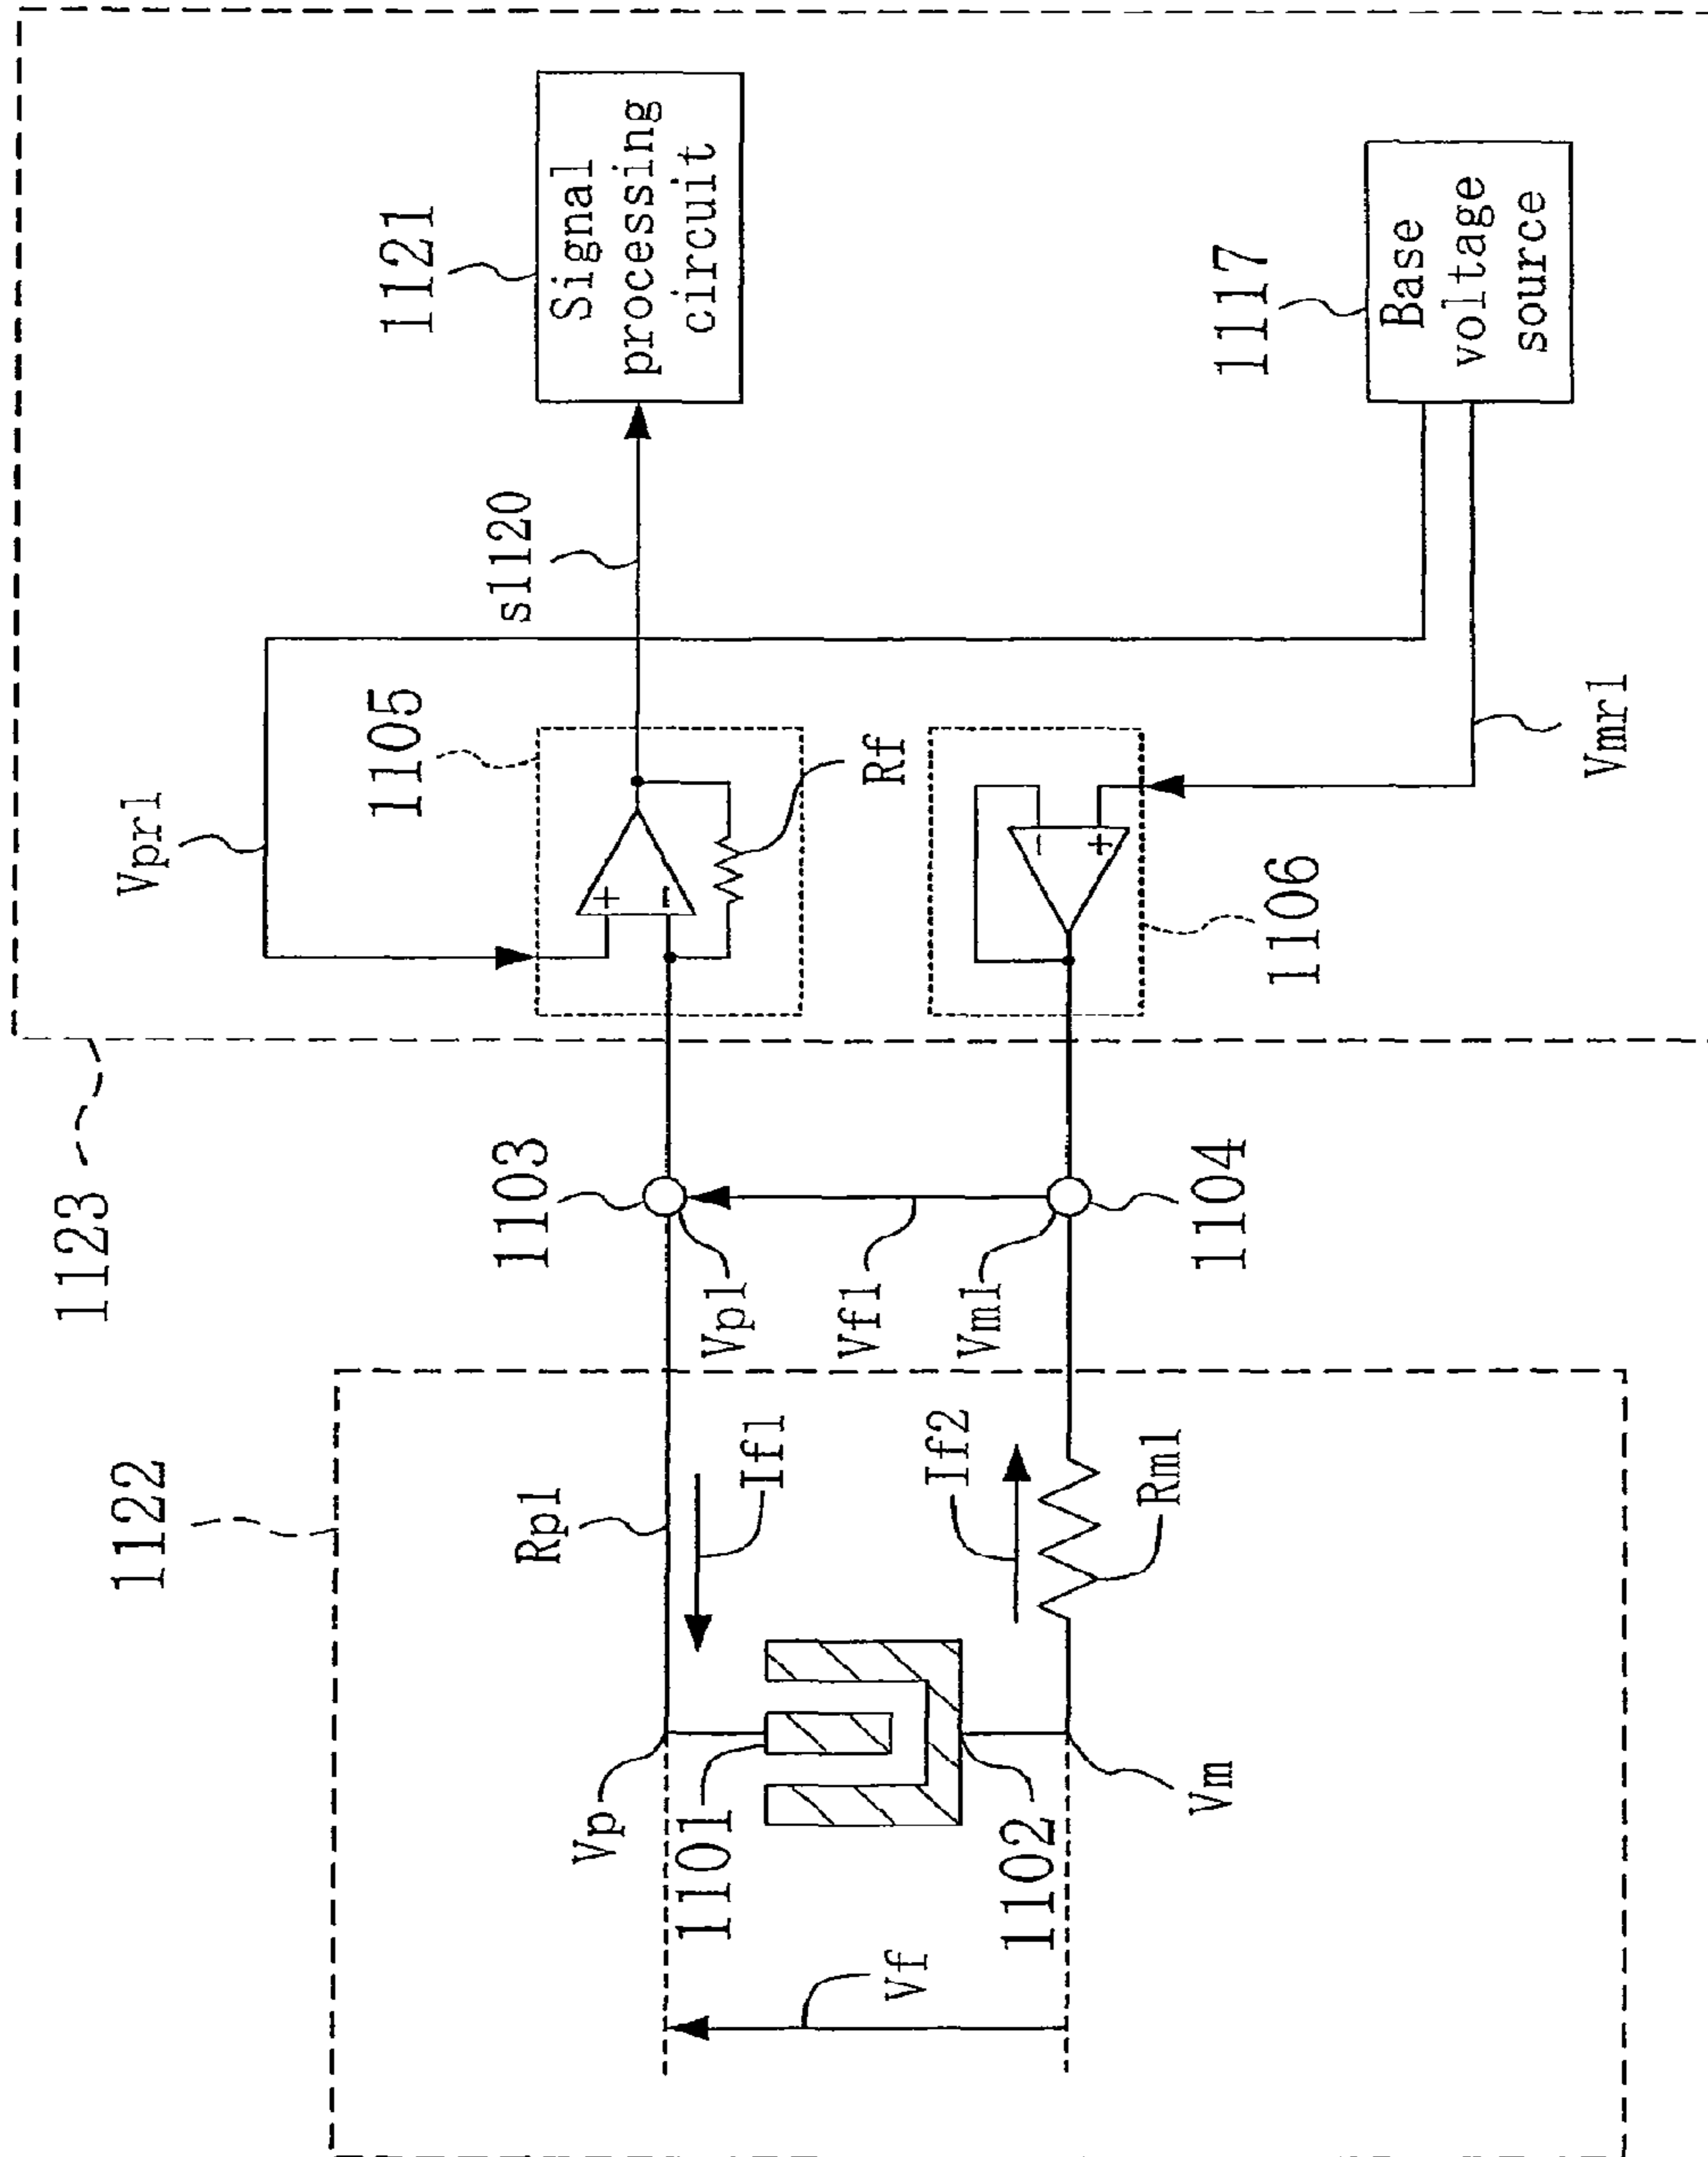 1122
1123
Vpr1
1105
s1120
1121
Signal
processing
circuit
Rp1
1103
If1
Vp
1101
Vp1
Rf
Vf
Vf1
1102
If2
Vm1
Vm
Rm1
1104
1106
1117
Base
voltage
source
Vmr1
+
-
-
+